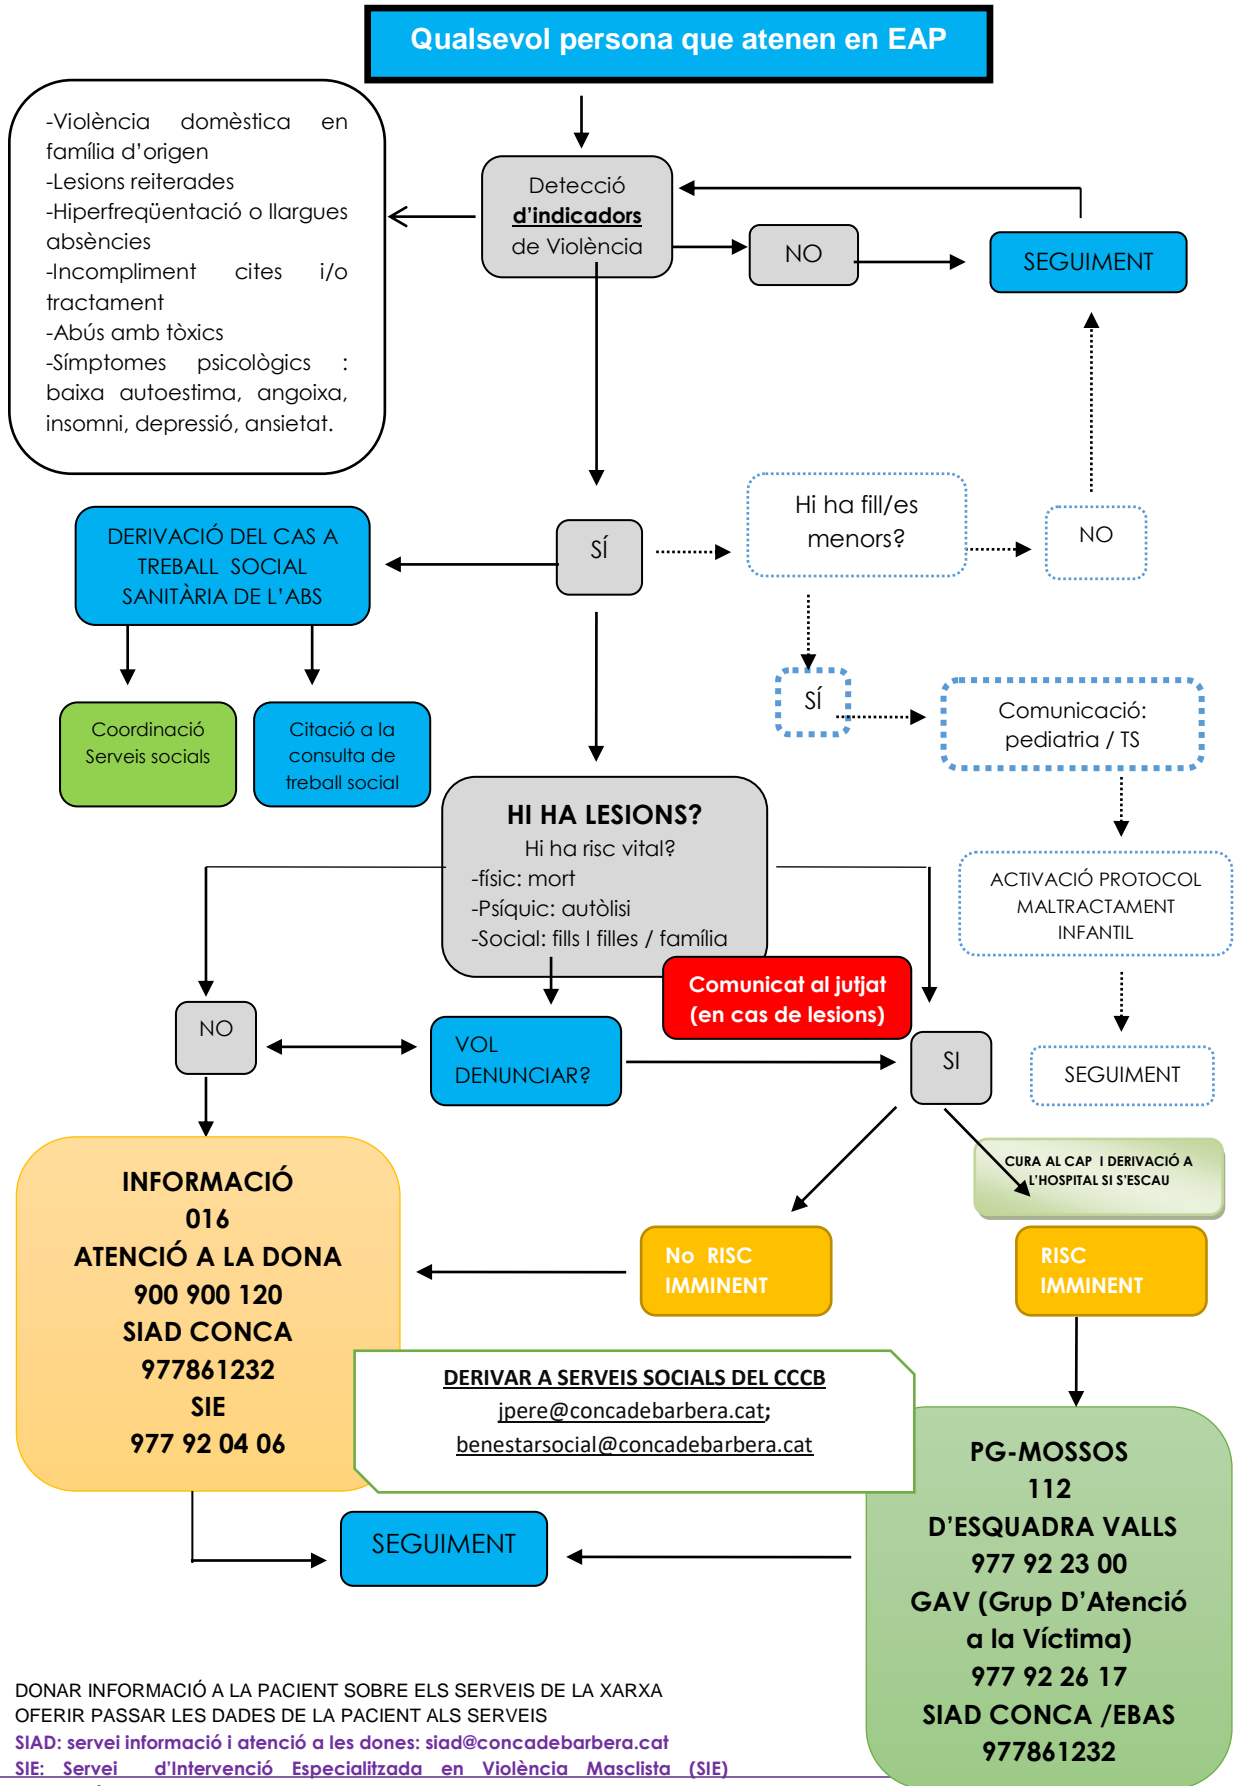 Qualsevol persona que atenen en EAP
-Violència domèstica en
família d'origen
-Lesions reiterades
-Hiperfreqüentació o llargues
absències
-Incompliment cites i/o
tractament
-Abús amb tòxics
-Símptomes psicològics :
baixa autoestima, angoixa,
insomni, depressió, ansietat.
Detecció
d'indicadors
de Violència
NO
SEGUIMENT
DERIVACIÓ DEL CAS A
TREBALL SOCIAL
SANITÀRIA DE L'ABS
SÍ
Hi ha fill/es
menors?
NO
Coordinació
Serveis socials
Citació a la
consulta de
treball social
SÍ
Comunicació:
pediatria / TS
HI HA LESIONS?
Hi ha risc vital?
-físic: mort
-Psíquic: autòlisi
-Social: fills I filles / família
ACTIVACIÓ PROTOCOL
MALTRACTAMENT
INFANTIL
Comunicat al jutjat
(en cas de lesions)
NO
VOL
DENUNCIAR?
SI
SEGUIMENT
CURA AL CAP I DERIVACIÓ A
L'HOSPITAL SI S'ESCAU
INFORMACIÓ
016
ATENCIÓ A LA DONA
900 900 120
SIAD CONCA
977861232
SIE
977 92 04 06
No RISC
IMMINENT
RISC
IMMINENT
DERIVAR A SERVEIS SOCIALS DEL CCCB
jpere@concadebarbera.cat;
benestarsocial@concadebarbera.cat
PG-MOSSOS
112
D'ESQUADRA VALLS
977 92 23 00
GAV (Grup D'Atenció
a la Víctima)
977 92 26 17
SIAD CONCA /EBAS
977861232
SEGUIMENT
DONAR INFORMACIÓ A LA PACIENT SOBRE ELS SERVEIS DE LA XARXA
OFERIR PASSAR LES DADES DE LA PACIENT ALS SERVEIS
SIAD: servei informació i atenció a les dones: siad@concadebarbera.cat
SIE: Servei d'Intervenció Especialitzada en Violència Masclista (SIE)